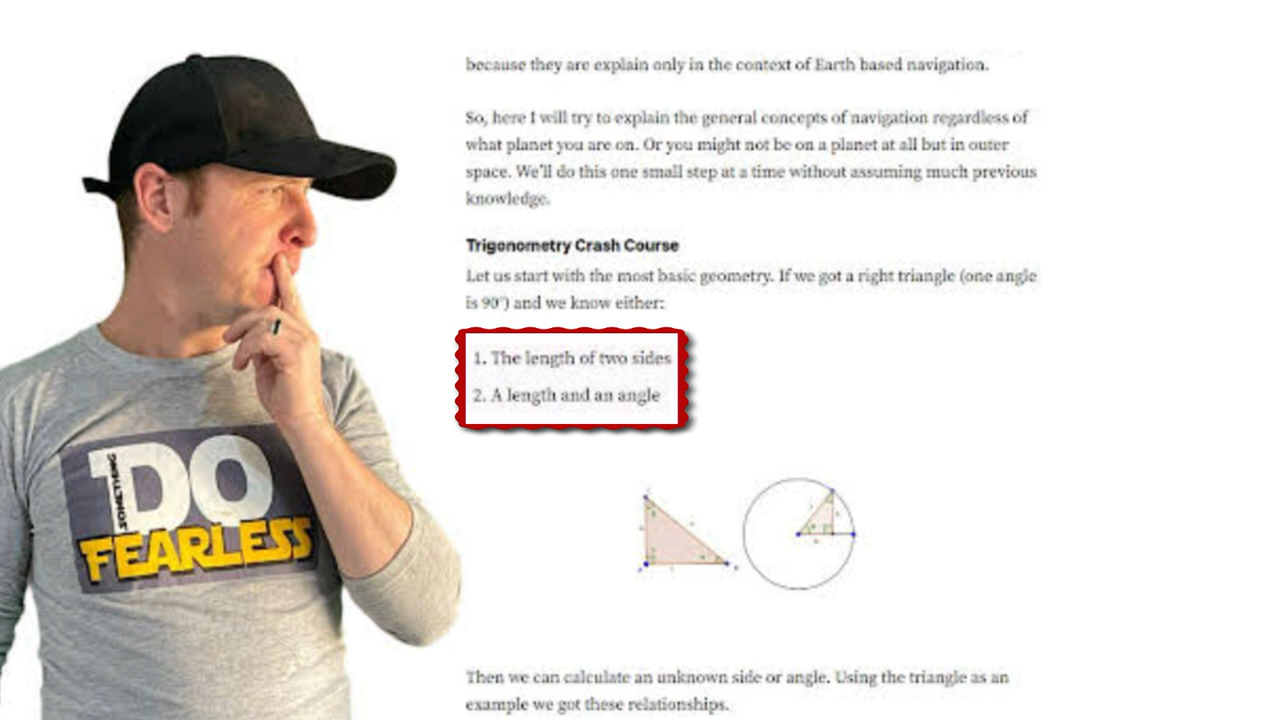 because they are explain only in the context of Earth based navigation.
So, here I will try to explain the general concepts of navigation regardless of
what planet you are on. Or you might not be on a planet at all but in outer
space. We'll do this one small step at a time without assuming much previous
knowledge.
Trigonometry Crash Course
Let us start with the most basic geometry. If we got a right triangle (one angle
is 90°) and we know either:
1. The length of two sides
2. A length and an angle
DO
SOMETHING
FEARLESS
Then we can calculate an unknown side or angle. Using the triangle as an
example we got these relationships.